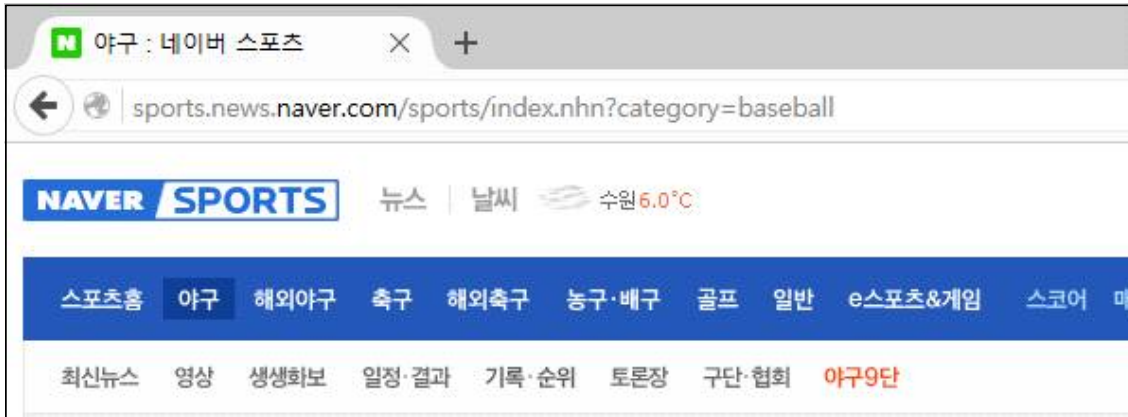 N 야구 : 네이버 스포츠
sports.news.naver.com/sports/index.nhn?category=baseball
NAVER SPORTS 뉴스 날씨 수원 6.0°C
스포츠홈 야구 해외야구 축구 해외축구 농구·배구 골프 일반 e스포츠&게임 스코어
최신뉴스 영상 생생화보 일정·결과 기록·순위 토론장 구단·협회 야구9단